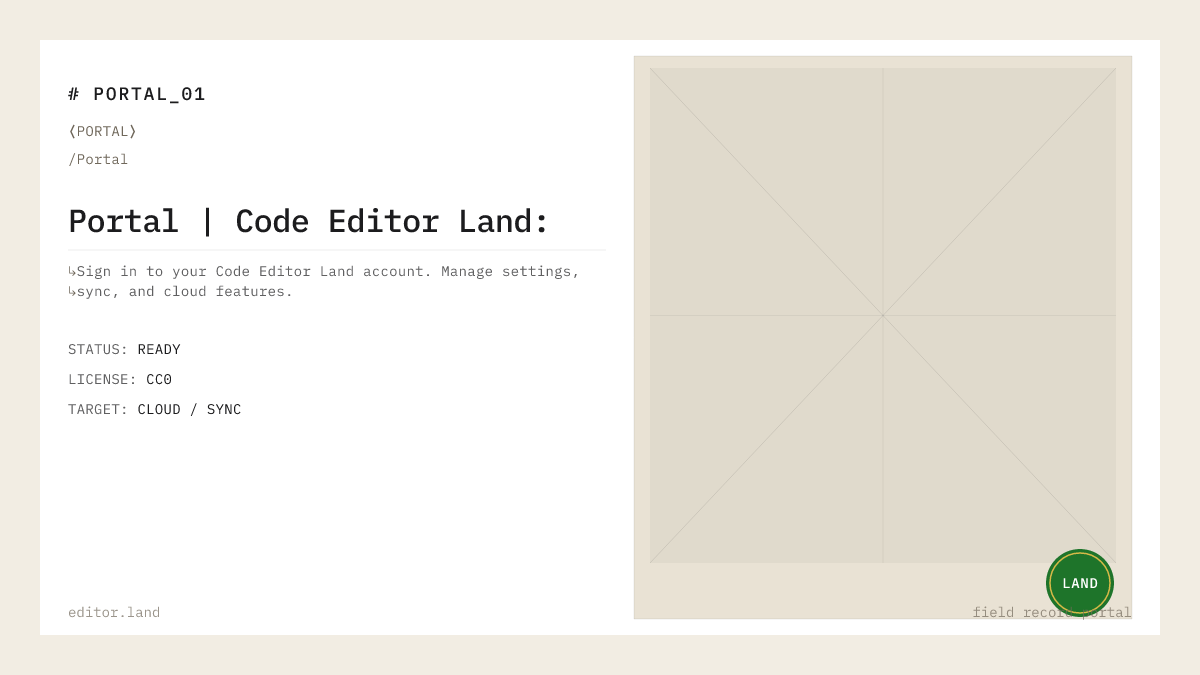 # PORTAL_01
⟨PORTAL⟩
/Portal
Portal | Code Editor Land:
↳Sign in to your Code Editor Land account. Manage settings,
↳sync, and cloud features.
STATUS: READY
LICENSE: CC0
TARGET: CLOUD / SYNC
LAND
editor.land
field record portal